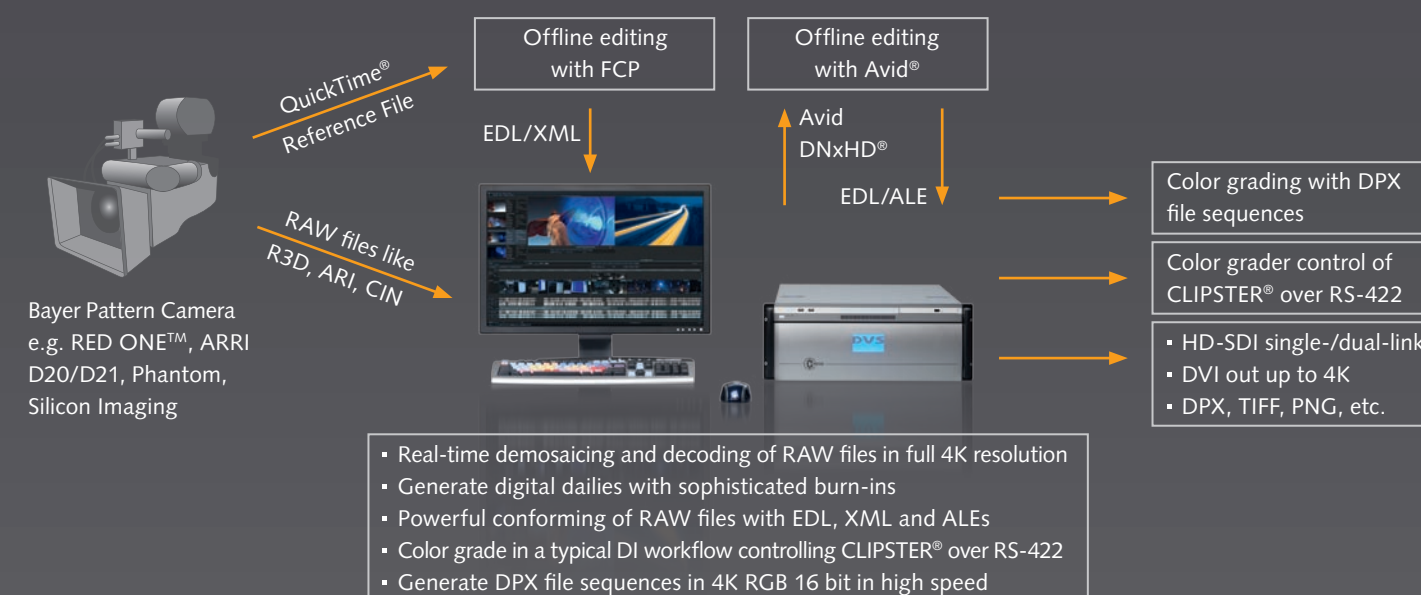 Offline editing
with FCP
Offline editing
with Avid®
QuickTime®
Reference File
EDL/XML
Avid
DNxHD®
EDL/ALE
RAW files like
R3D, ARI, CIN
Bayer Pattern Camera
e.g. RED ONE™, ARRI
D20/D21, Phantom,
Silicon Imaging
DVS
Color grading with DPX
file sequences
Color grader control of
CLIPSTER® over RS-422
▪ HD-SDI single-/dual-link
▪ DVI out up to 4K
▪ DPX, TIFF, PNG, etc.
▪ Real-time demosaicing and decoding of RAW files in full 4K resolution
▪ Generate digital dailies with sophisticated burn-ins
▪ Powerful conforming of RAW files with EDL, XML and ALEs
▪ Color grade in a typical DI workflow controlling CLIPSTER® over RS-422
▪ Generate DPX file sequences in 4K RGB 16 bit in high speed